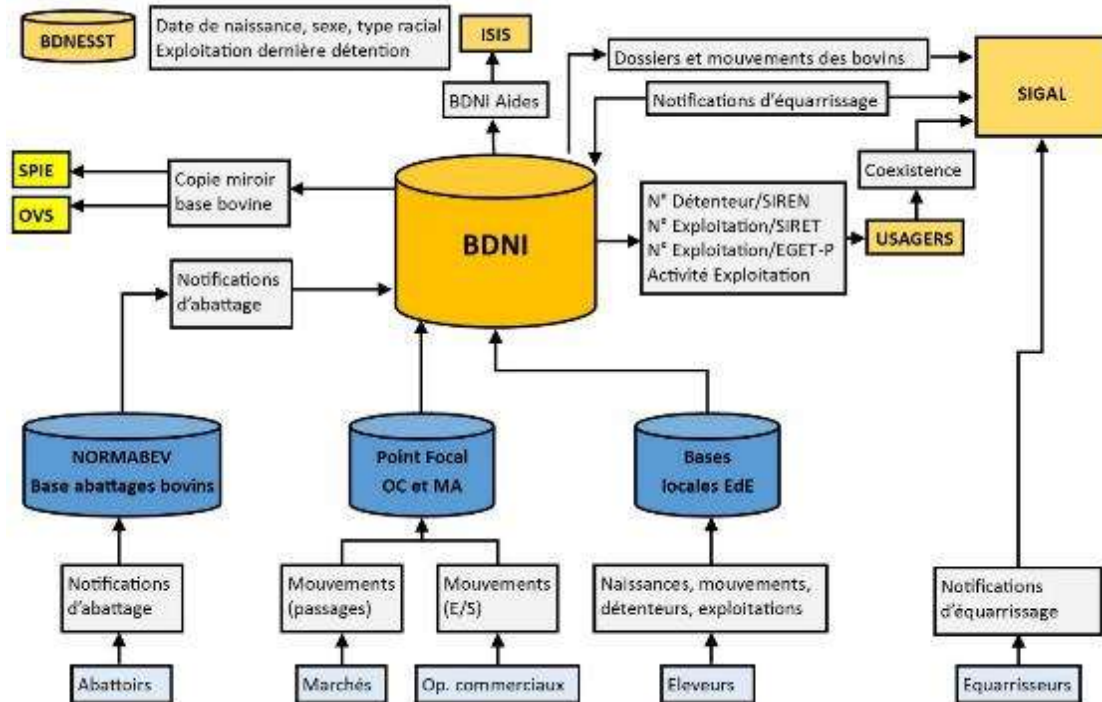 BDNESST
Date de naissance, sexe, type racial
Exploitation dernière détention
ISIS
BDNI Aides
Dossiers et mouvements des bovins
Notifications d'équarrissage
SIGAL
SPIE
OVS
Copie miroir
base bovine
BDNI
N° Détenteur/SIREN
N° Exploitation/SIRET
N° Exploitation/EGET-P
Activité Exploitation
Coexistence
USAGERS
Notifications
d'abattage
NORMABEV
Base abattages bovins
Point Focal
OC et MA
Bases
locales EdE
Notifications
d'abattage
Mouvements
(passages)
Mouvements
(E/S)
Naissances, mouvements,
détenteurs, exploitations
Notifications
d'équarrissage
Abattoirs
Marchés
Op. commerciaux
Eleveurs
Equarrisseurs